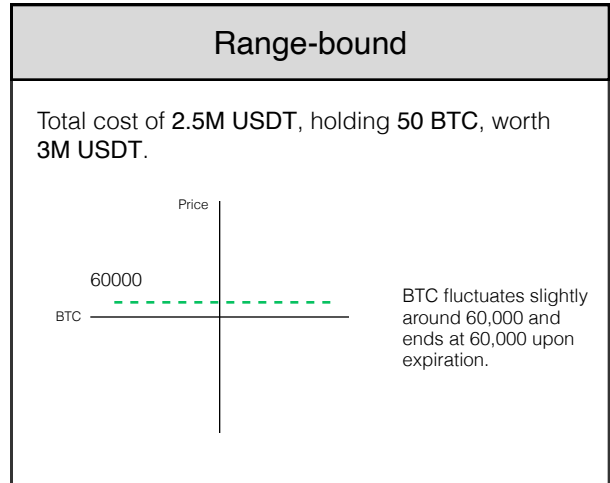 Range-bound
Total cost of 2.5M USDT, holding 50 BTC, worth
3M USDT.
Price
60000
BTC
BTC fluctuates slightly
around 60,000 and
ends at 60,000 upon
expiration.